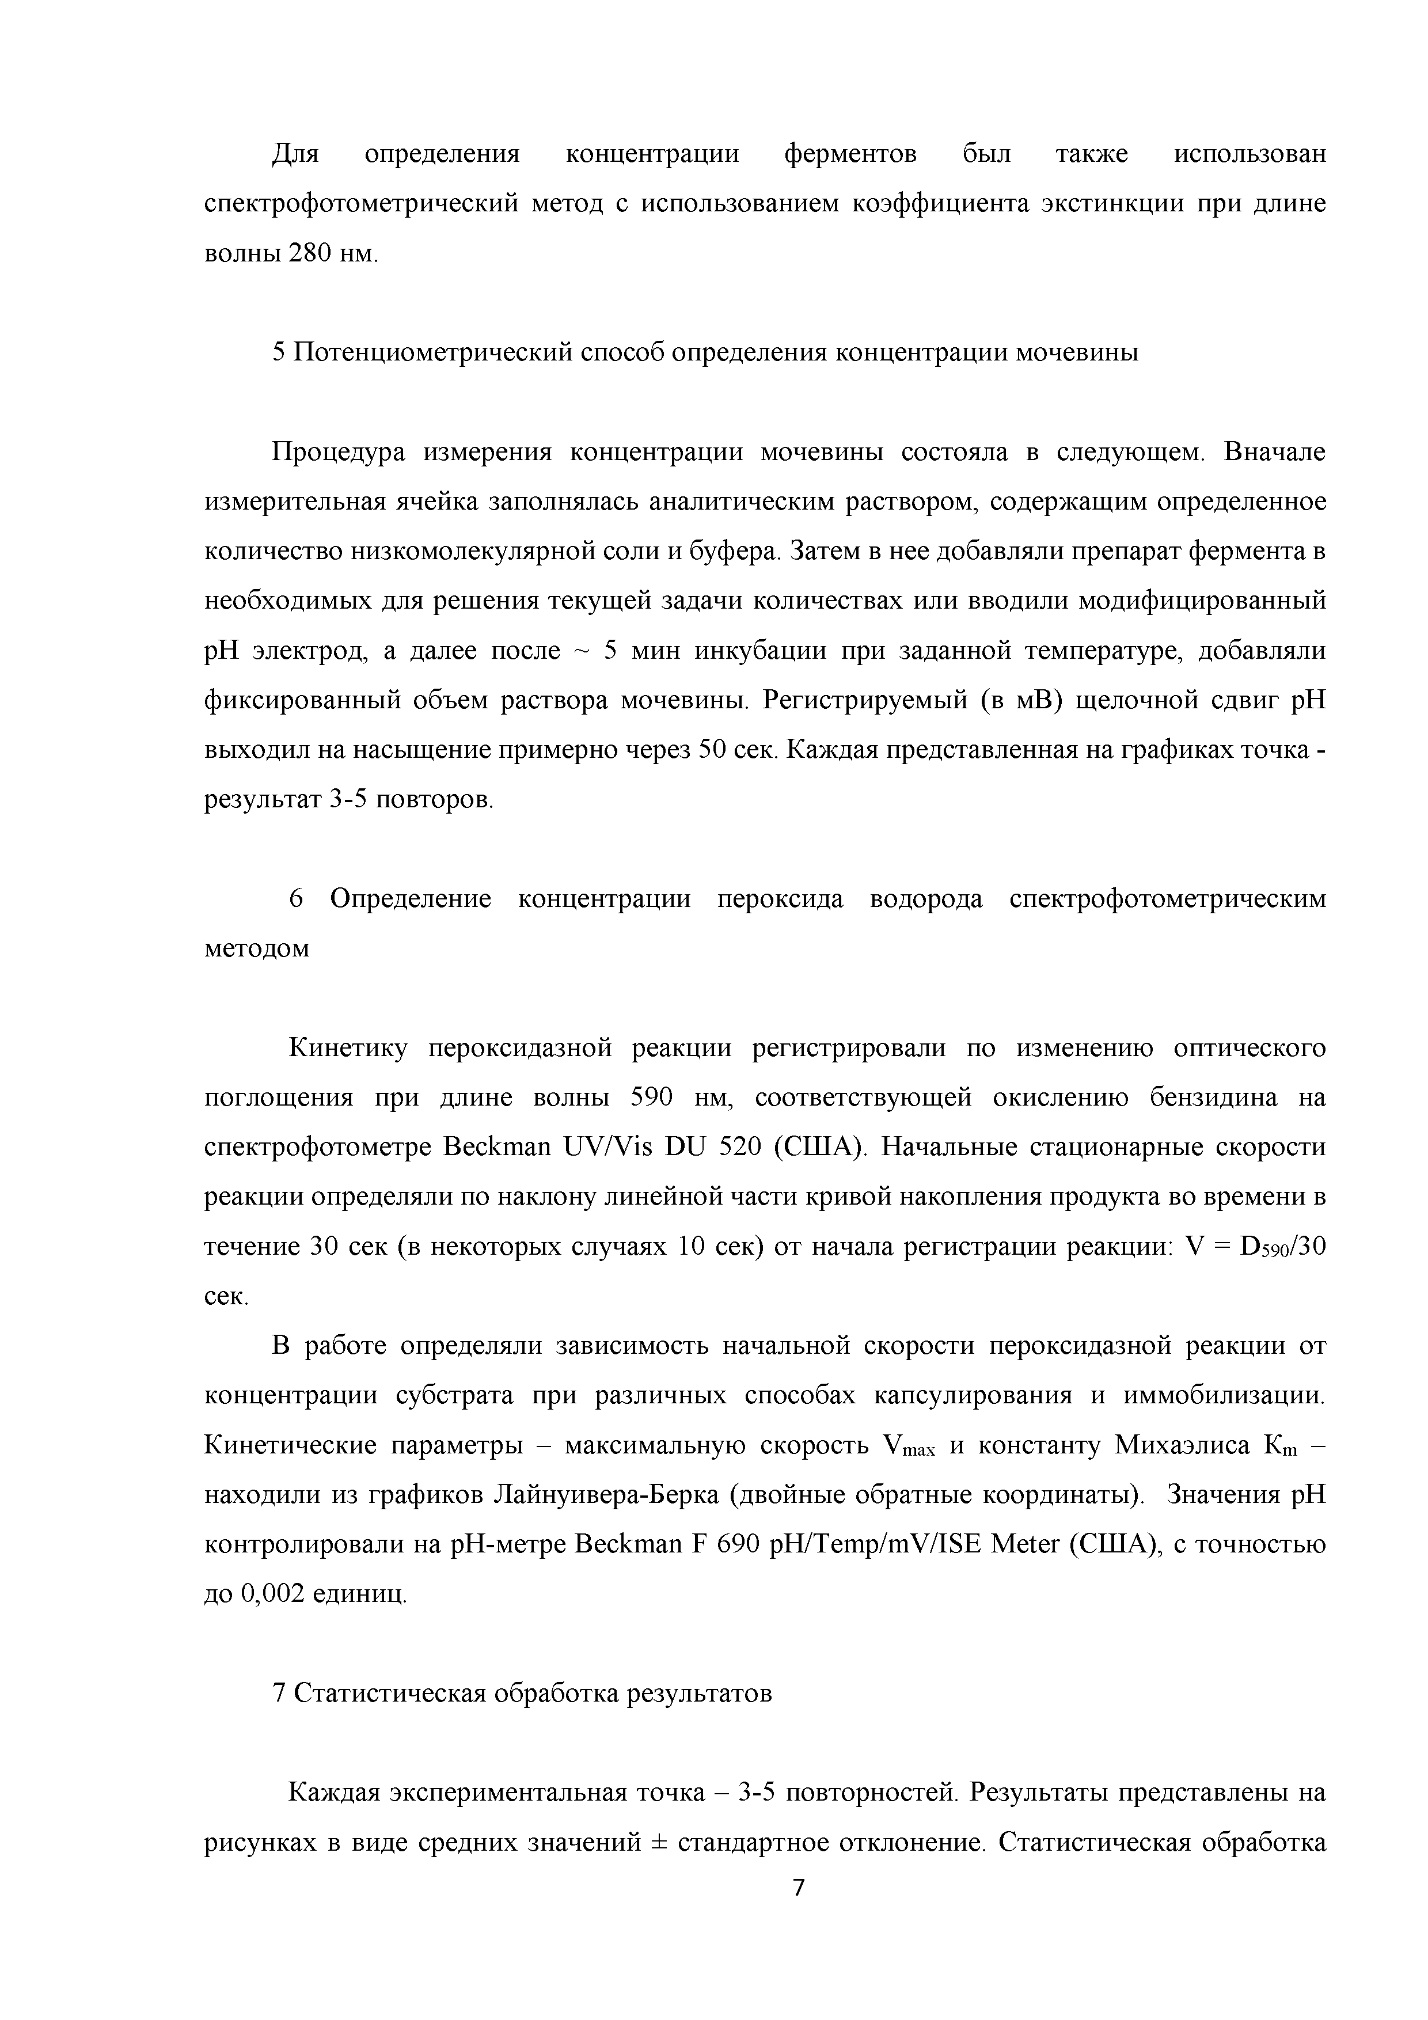 Для определения концентрации ферментов был также использован
спектрофотометрический метод с использованием коэффициента экстинкции при длине
волны 280 нм.
5 Потенциометрический способ определения концентрации мочевины
Процедура измерения концентрации мочевины состояла в следующем. Вначале
измерительная ячейка заполнялась аналитическим раствором, содержащим определенное
количество низкомолекулярной соли и буфера. Затем в нее добавляли препарат фермента в
необходимых для решения текущей задачи количествах или вводили модифицированный
рН электрод, а далее после ~ 5 мин инкубации при заданной температуре, добавляли
фиксированный объем раствора мочевины. Регистрируемый (в мВ) щелочной сдвиг рН
выходил на насыщение примерно через 50 сек. Каждая представленная на графиках точка -
результат 3-5 повторов.
6 Определение концентрации пероксида водорода спектрофотометрическим
методом
Кинетику пероксидазной реакции регистрировали по изменению оптического
поглощения при длине волны 590 нм, соответствующей окислению бензидина на
спектрофотометре Beckman UV/Vis DU 520 (США). Начальные стационарные скорости
реакции определяли по наклону линейной части кривой накопления продукта во времени в
течение 30 сек (в некоторых случаях 10 сек) от начала регистрации реакции: V = D₅₉₀/30
сек.
В работе определяли зависимость начальной скорости пероксидазной реакции от
концентрации субстрата при различных способах капсулирования и иммобилизации.
Кинетические параметры – максимальную скорость Vmax и константу Михаэлиса Km –
находили из графиков Лайнуивера-Берка (двойные обратные координаты). Значения рН
контролировали на рН-метре Beckman F 690 pH/Temp/mV/ISE Meter (США), с точностью
до 0,002 единиц.
7 Статистическая обработка результатов
Каждая экспериментальная точка – 3-5 повторностей. Результаты представлены на
рисунках в виде средних значений ± стандартное отклонение. Статистическая обработка
7